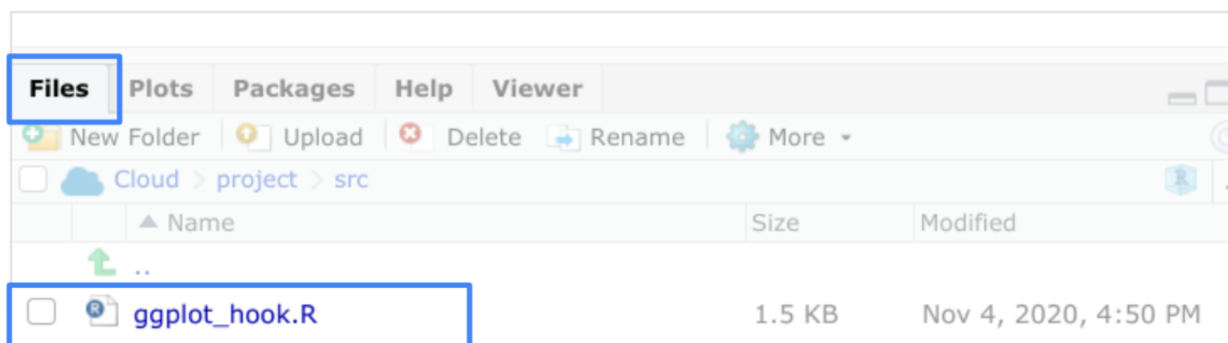 Files Plots Packages Help Viewer
New Folder Upload Delete Rename More
Cloud > project > src R
Name Size Modified
..
R ggplot_hook.R 1.5 KB Nov 4, 2020, 4:50 PM